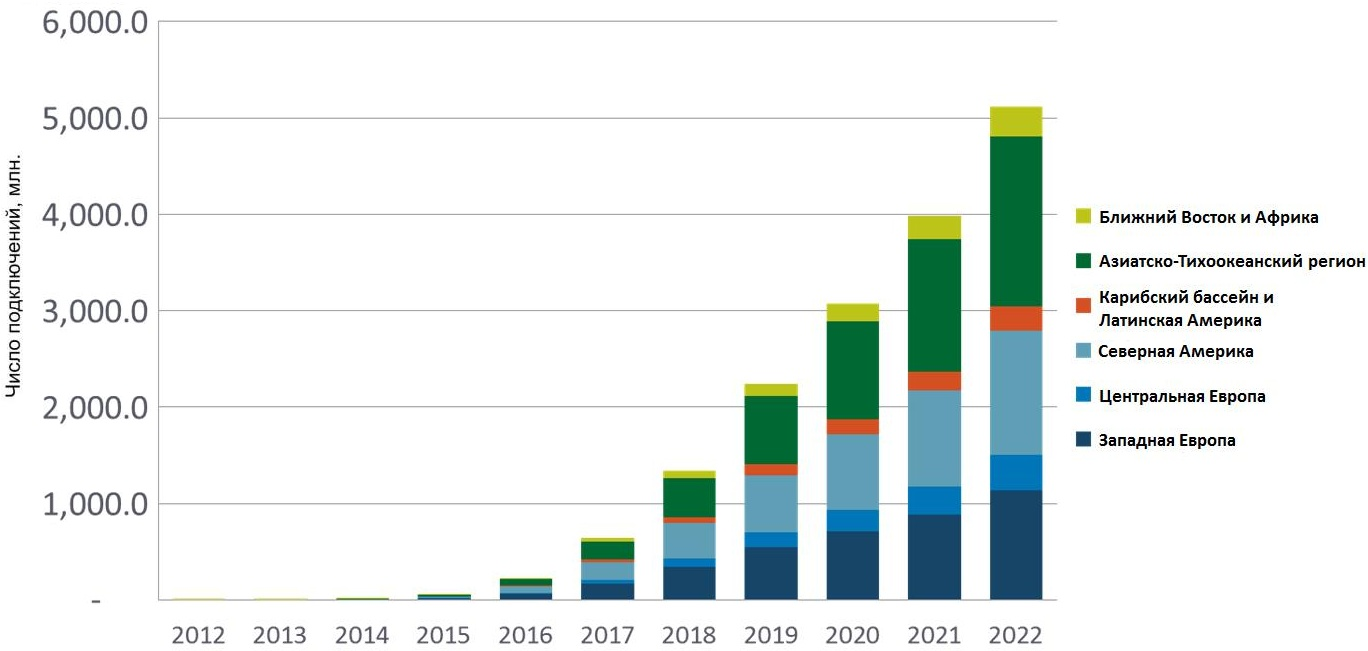 6,000.0
5,000.0
4,000.0
3,000.0
2,000.0
1,000.0
-
Число подключений, млн.
2012 2013 2014 2015 2016 2017 2018 2019 2020 2021 2022
Ближний Восток и Африка
Азиатско-Тихоокеанский регион
Карибский бассейн и
Латинская Америка
Северная Америка
Центральная Европа
Западная Европа